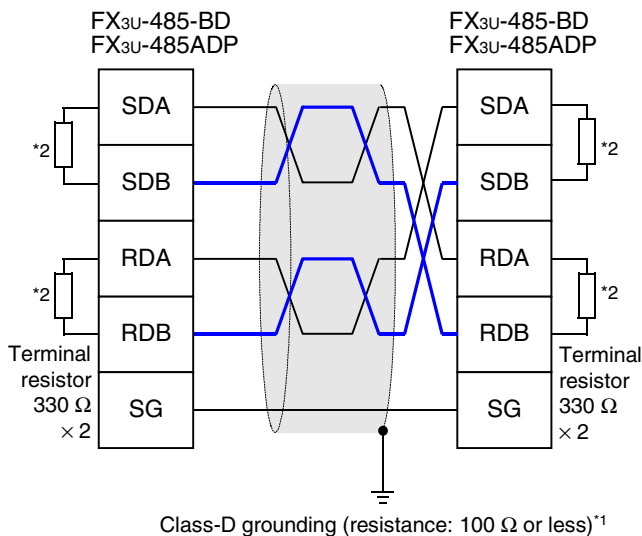 FX3U-485-BD
FX3U-485ADP
FX3U-485-BD
FX3U-485ADP
SDA
SDB
RDA
RDB
SG
*2
*2
Terminal
resistor
330 Ω
× 2
SDA
SDB
RDA
RDB
SG
*2
*2
Terminal
resistor
330 Ω
× 2
Class-D grounding (resistance: 100 Ω or less)*1